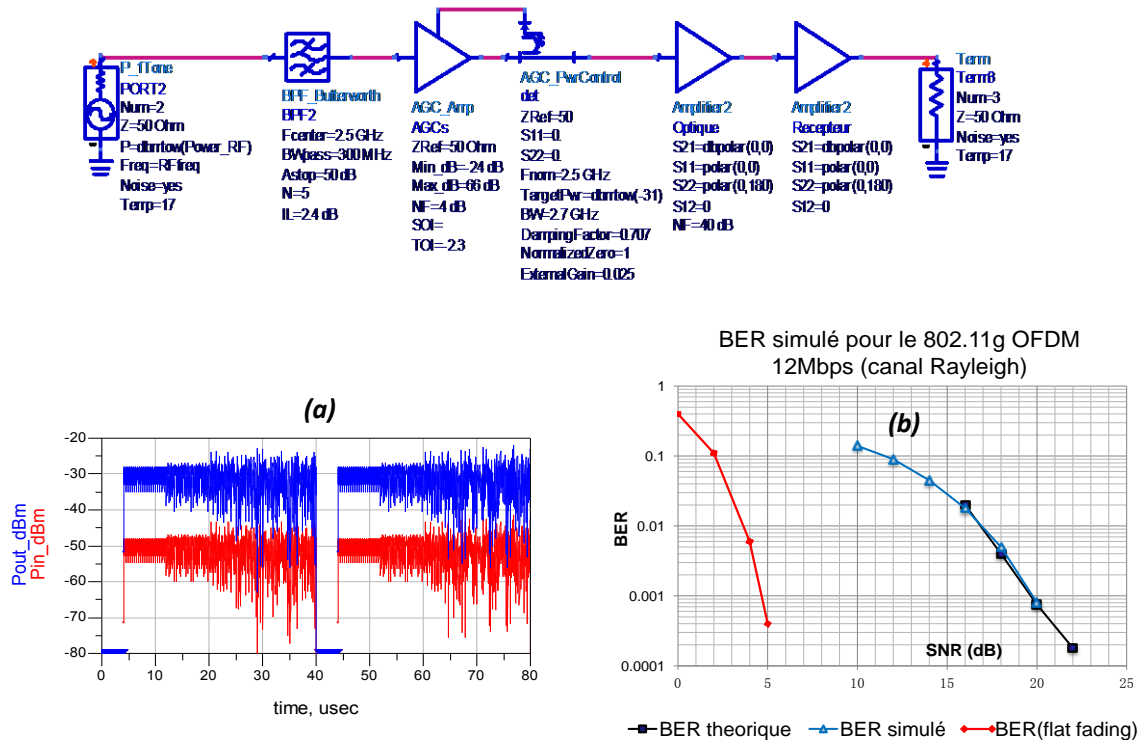 P_1Tone
PORT2
Num=2
Z=50 Ohm
P=dbmtow(Power_RF)
Freq=RFfreq
Noise=yes
Temp=17
BPF_Butterworth
BPF2
Fcenter=2.5 GHz
BWpass=300 MHz
Astop=50 dB
N=5
IL=2.4 dB
AGC_Amp
AGCs
ZRef=50 Ohm
Min_dB=-24 dB
Max_dB=66 dB
NF=4 dB
SOI=
TOI=-2.3
AGC_PwrControl
det
ZRef=50
S11=0.
S22=0.
Fnom=2.5 GHz
TargetPwr=dbmtow(-31)
BW=2.7 GHz
DampingFactor=0.707
NormalizedZero=1
ExternalGain=0.025
Amplifier2
Optique
S21=dbpolar(0,0)
S11=polar(0,0)
S22=polar(0,180)
S12=0
NF=40 dB
Amplifier2
Recepteur
S21=dbpolar(0,0)
S11=polar(0,0)
S22=polar(0,180)
S12=0
Term
Term8
Num=3
Z=50 Ohm
Noise=yes
Temp=17
(a)
Pout_dBm
Pin_dBm
-20
-30
-40
-50
-60
-70
-80
0 10 20 30 40 50 60 70 80
time, usec
BER simulé pour le 802.11g OFDM
12Mbps (canal Rayleigh)
(b)
BER
1
0.1
0.01
0.001
0.0001
SNR (dB)
0 5 10 15 20 25
BER theorique BER simulé BER(flat fading)